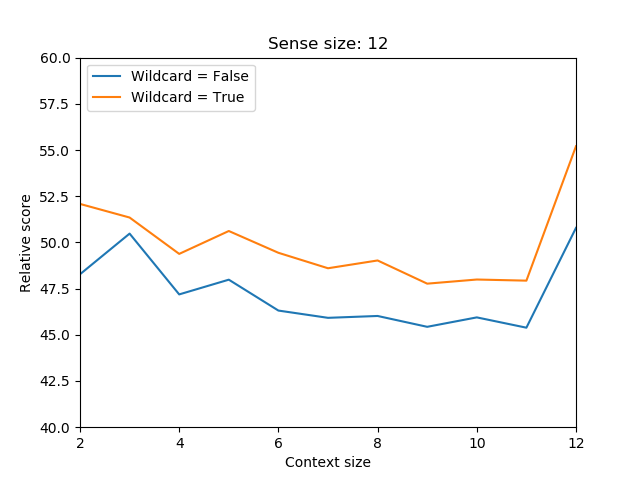 Sense size: 12
60.0
57.5
55.0
52.5
50.0
47.5
45.0
42.5
40.0
Relative score
Wildcard = False
Wildcard = True
2 4 6 8 10 12
Context size